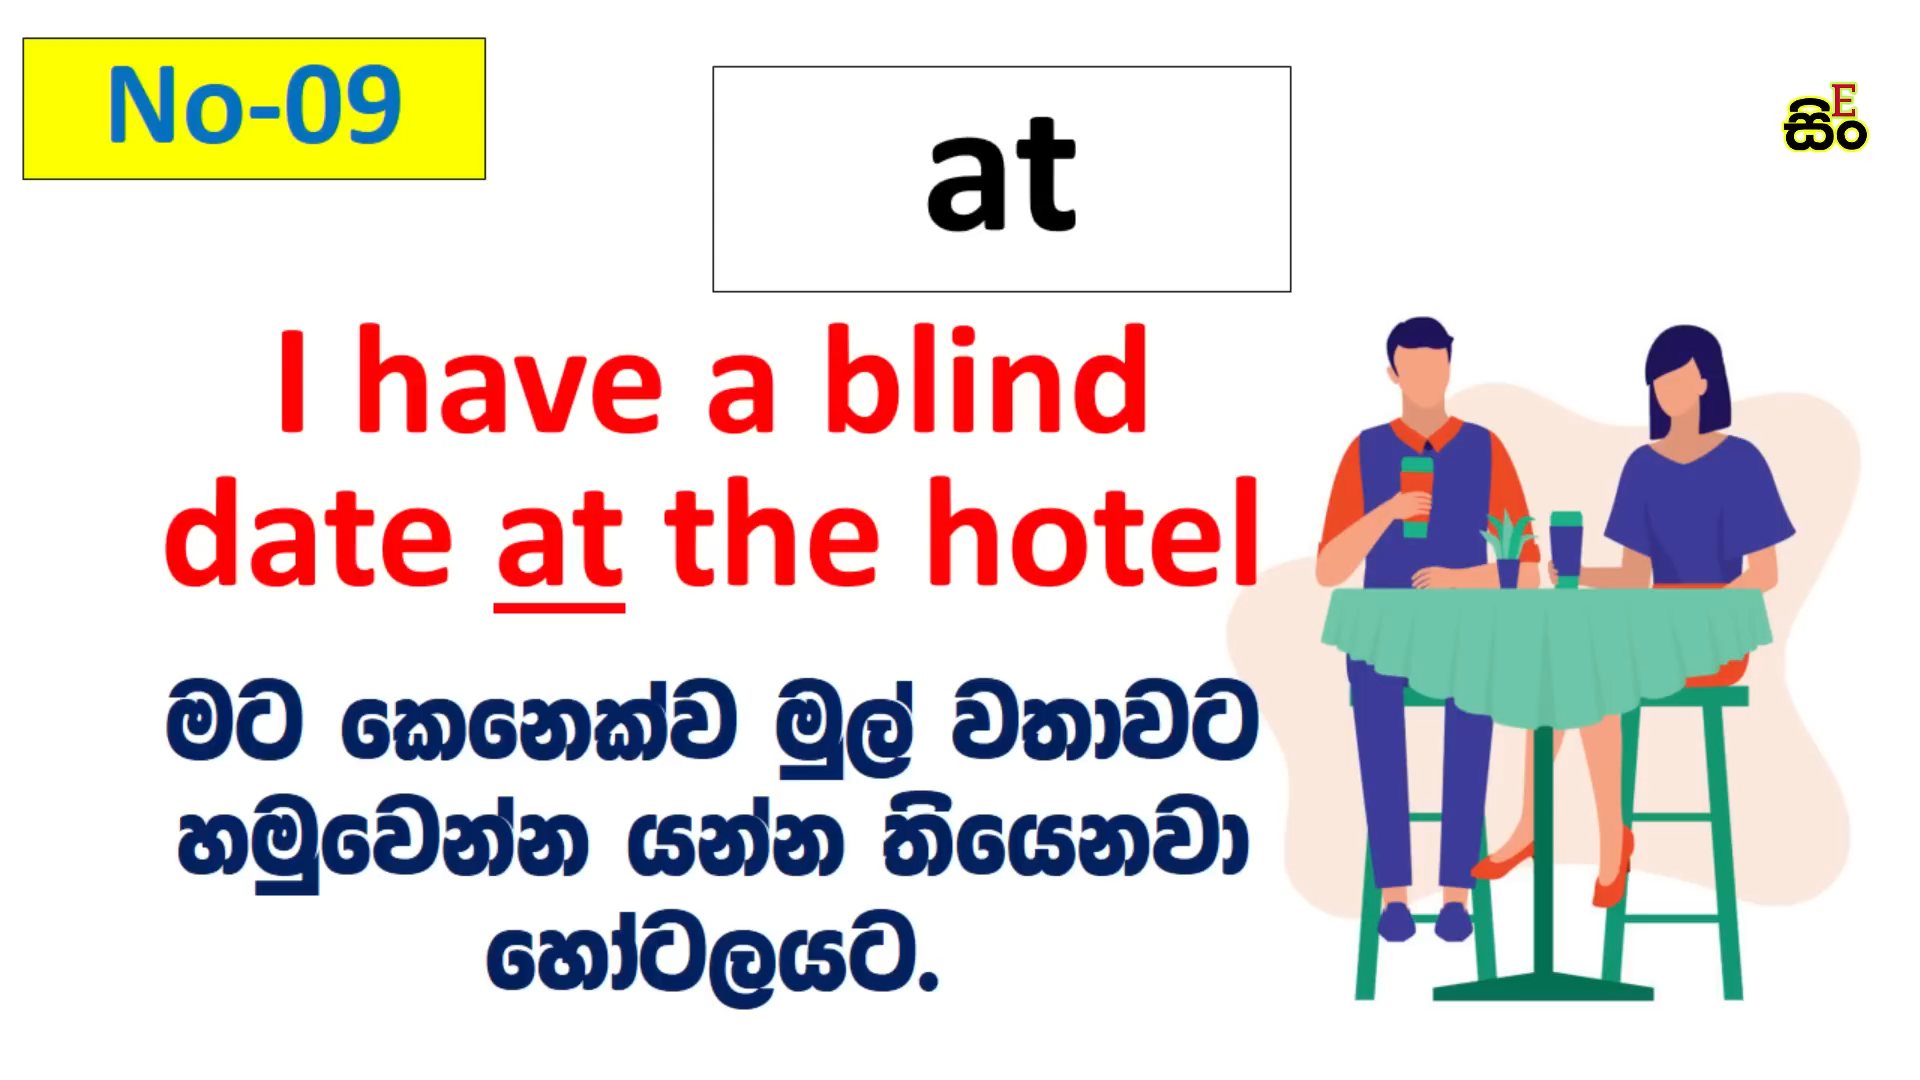 No-09
at
E
සිං
I have a blind
date at the hotel
මට කෙනෙක්ව මුල් වතාවට
හමුවෙන්න යන්න තියෙනවා
හෝටලයට.